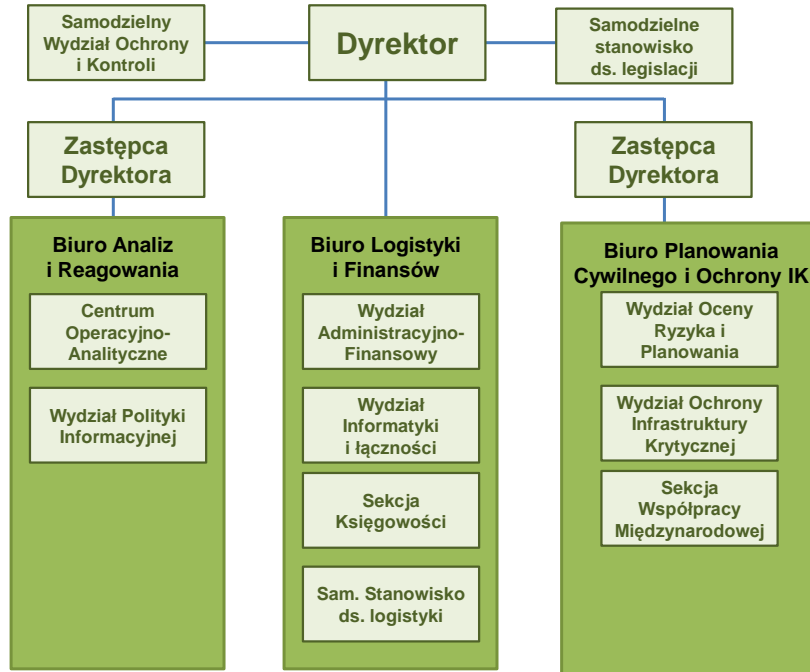 Samodzielny
Wydział Ochrony
i Kontroli
Dyrektor
Samodzielne
stanowisko
ds. legislacji
Zastępca
Dyrektora
Zastępca
Dyrektora
Biuro Analiz
i Reagowania
Centrum
Operacyjno-
Analityczne
Wydział Polityki
Informacyjnej
Biuro Logistyki
i Finansów
Wydział
Administracyjno-
Finansowy
Wydział
Informatyki
i łączności
Sekcja
Księgowości
Sam. Stanowisko
ds. logistyki
Biuro Planowania
Cywilnego i Ochrony IK
Wydział Oceny
Ryzyka i
Planowania
Wydział Ochrony
Infrastruktury
Krytycznej
Sekcja
Współpracy
Międzynarodowej